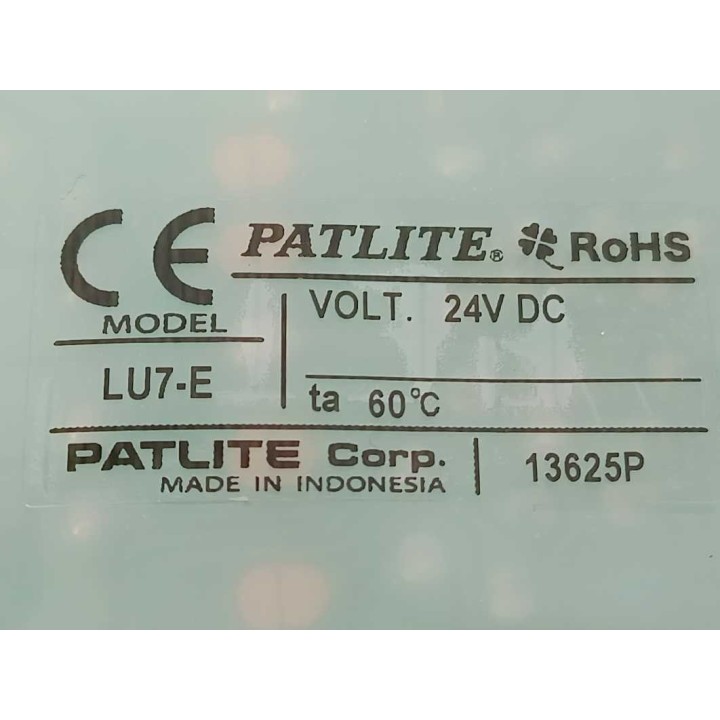 CE PATLITE® RoHS
MODEL
VOLT. 24V DC
LU7-E
ta 60°C
PATLITE Corp.
MADE IN INDONESIA
13625P